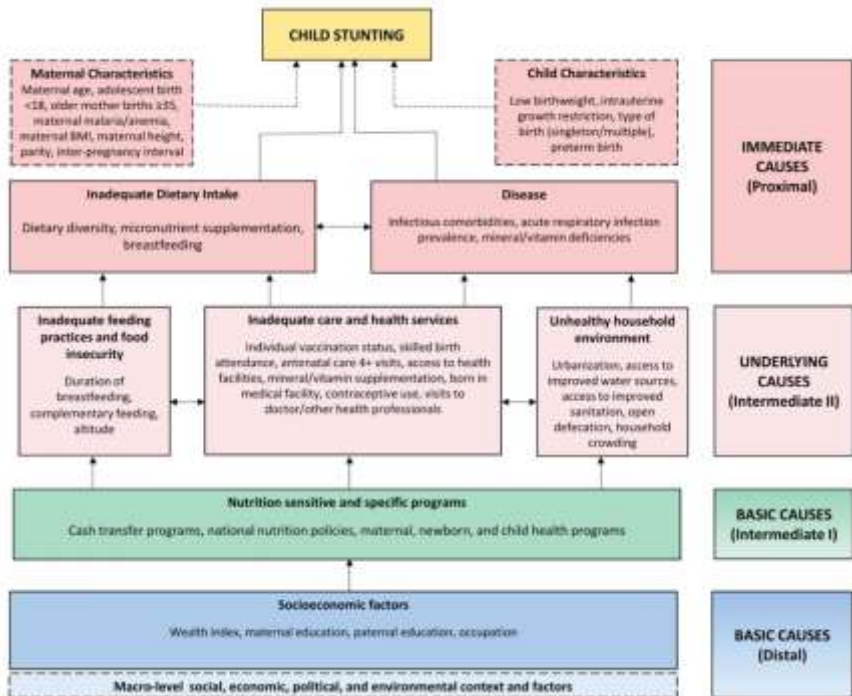 CHILD STUNTING
Maternal Characteristics
Maternal age, adolescent birth
<18, older mother births ≥35,
maternal malaria/anemia,
maternal BMI, maternal height,
parity, inter-pregnancy interval
Child Characteristics
Low birthweight, intrauterine
growth restriction, type of
birth (singleton/multiple),
preterm birth
IMMEDIATE
CAUSES
(Proximal)
Inadequate Dietary Intake
Dietary diversity, micronutrient supplementation,
breastfeeding
Disease
Infectious comorbidities, acute respiratory infection
prevalence, mineral/vitamin deficiencies
Inadequate feeding
practices and food
insecurity
Duration of
breastfeeding,
complementary feeding,
altitude
Inadequate care and health services
Individual vaccination status, skilled birth
attendance, antenatal care 4+ visits, access to health
facilities, mineral/vitamin supplementation, born in
medical facility, contraceptive use, visits to
doctor/other health professionals
Unhealthy household
environment
Urbanization, access to
improved water sources,
access to improved
sanitation, open
defecation, household
crowding
UNDERLYING
CAUSES
(Intermediate II)
Nutrition sensitive and specific programs
Cash transfer programs, national nutrition policies, maternal, newborn, and child health programs
BASIC CAUSES
(Intermediate I)
Socioeconomic factors
Wealth index, maternal education, paternal education, occupation
BASIC CAUSES
(Distal)
Macro-level social, economic, political, and environmental context and factors